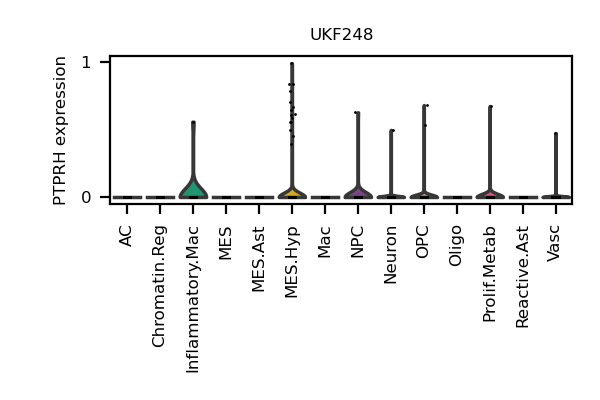 UKF248
PTPRH expression
1
0
AC
Chromatin.Reg
Inflammatory.Mac
MES
MES.Ast
MES.Hyp
Mac
NPC
Neuron
OPC
Oligo
Prolif.Metab
Reactive.Ast
Vasc